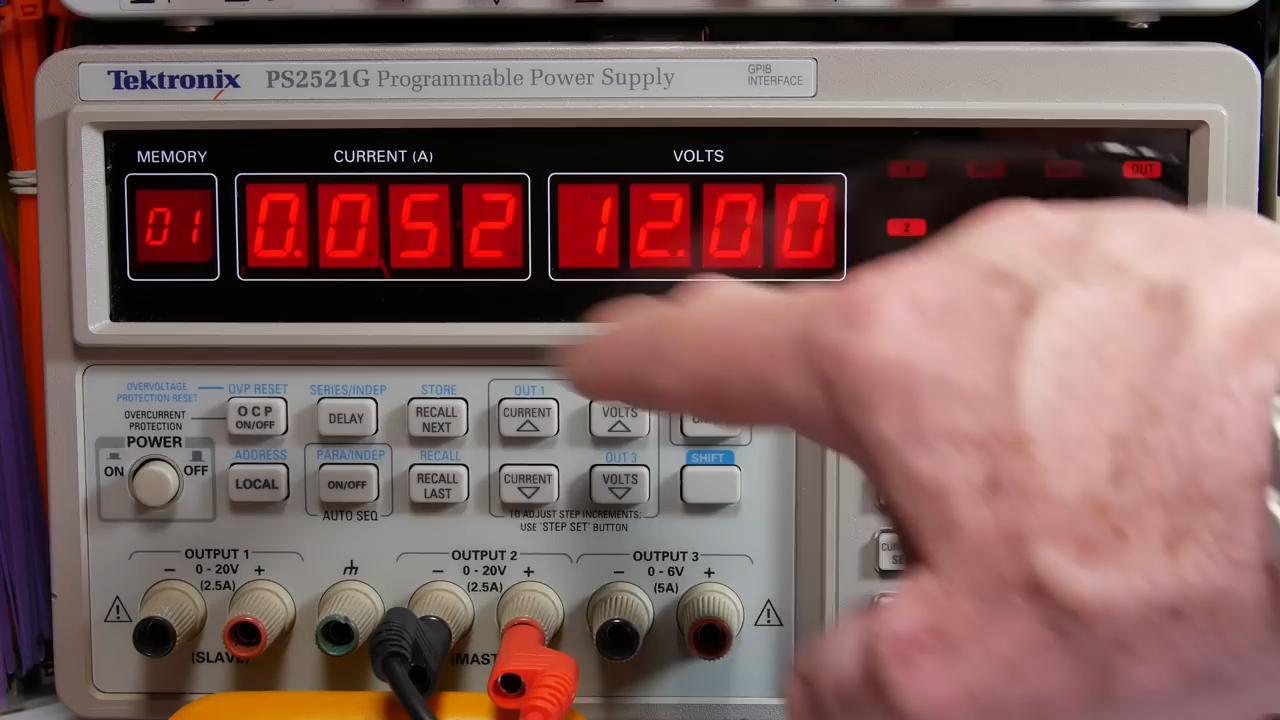 Tektronix PS2521G Programmable Power Supply GPIB INTERFACE
MEMORY CURRENT (A) VOLTS
01 0.052 12.00
1 OUT
2
OVERVOLTAGE PROTECTION RESET OVP RESET SERIES/INDEP STORE OUT 1
OVERCURRENT PROTECTION OCP ON/OFF DELAY RECALL NEXT CURRENT VOLTS
POWER
ON OFF
ADDRESS PARA/INDEP RECALL OUT 3 SHIFT
LOCAL ON/OFF RECALL LAST CURRENT VOLTS
AUTO SEQ
TO ADJUST STEP INCREMENTS;
USE 'STEP SET' BUTTON
OUTPUT 1 OUTPUT 2 OUTPUT 3
− 0 - 20V + − 0 - 20V + − 0 - 6V +
(2.5A) (2.5A) (5A)
(SLAVE)